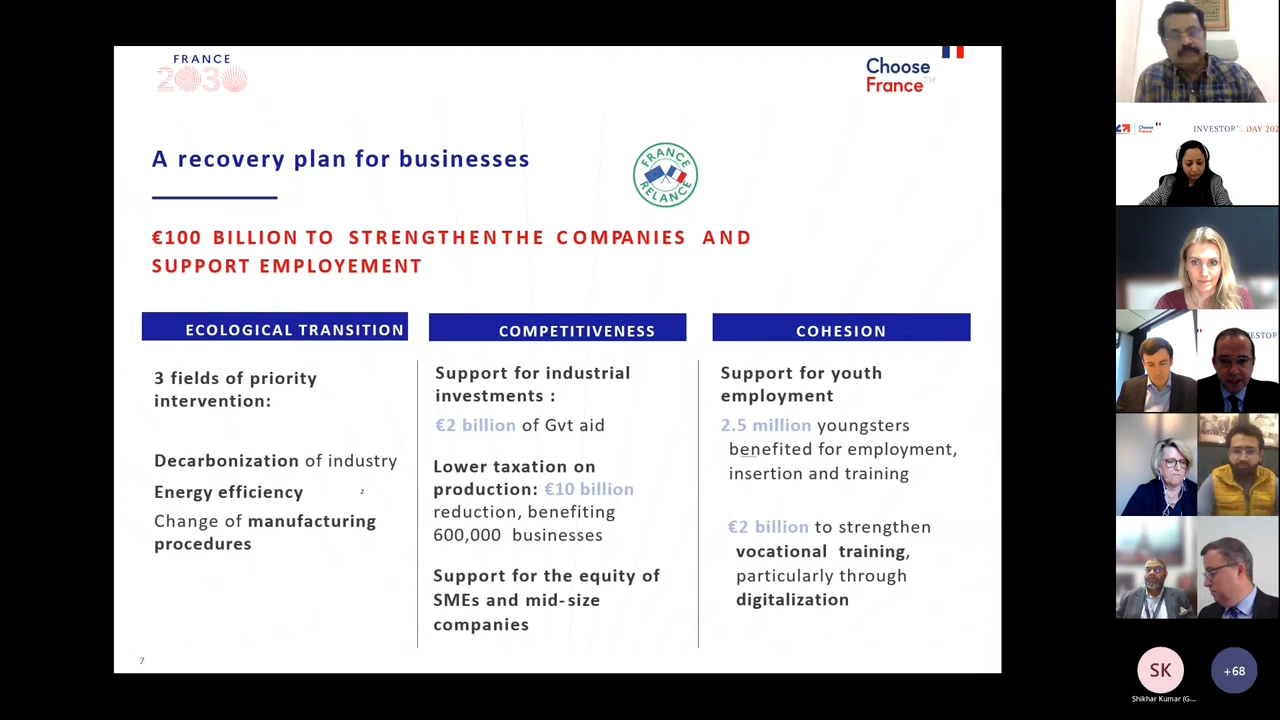 FRANCE
2030
Choose
France™
A recovery plan for businesses
FRANCE
RELANCE
€100 BILLION TO STRENGTHENTHE COMPANIES AND
SUPPORT EMPLOYEMENT
ECOLOGICAL TRANSITION
3 fields of priority
intervention:
Decarbonization of industry
Energy efficiency 2
Change of manufacturing
procedures
COMPETITIVENESS
Support for industrial
investments :
€2 billion of Gvt aid
Lower taxation on
production: €10 billion
reduction, benefiting
600,000 businesses
Support for the equity of
SMEs and mid-size
companies
COHESION
Support for youth
employment
2.5 million youngsters
benefited for employment,
insertion and training
€2 billion to strengthen
vocational training,
particularly through
digitalization
7
Choose
France
INVESTOR'S DAY 202
VESTOR
SK
+68
Shikhar Kumar (G...